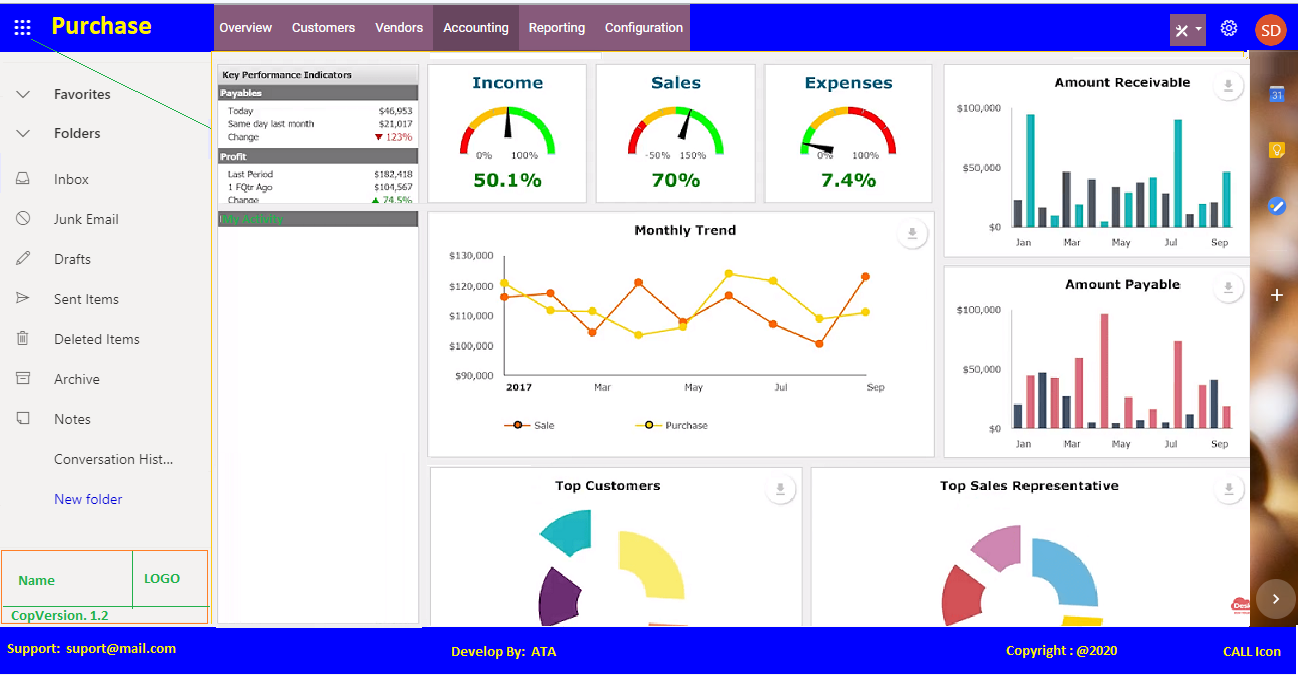 Purchase
Overview Customers Vendors Accounting Reporting Configuration
SD
Favorites
Folders
Inbox
Junk Email
Drafts
Sent Items
Deleted Items
Archive
Notes
Conversation Hist...
New folder
Name LOGO
CopVersion. 1.2
Key Performance Indicators
Payables
Today $46,953
Same day last month $21,017
Change 123%
Profit
Last Period $182,418
1 FQtr Ago $104,567
Change 74.5%
My Activity
Income
0% 100%
50.1%
Sales
-50% 150%
70%
Expenses
0% 100%
7.4%
Amount Receivable
$100,000
$50,000
$0
Jan Mar May Jul Sep
Monthly Trend
$130,000
$120,000
$110,000
$100,000
$90,000
2017 Mar May Jul Sep
Sale Purchase
Amount Payable
$100,000
$50,000
$0
Jan Mar May Jul Sep
Top Customers
Top Sales Representative
31
Support: suport@mail.com
Develop By: ATA
Copyright : @2020
CALL Icon